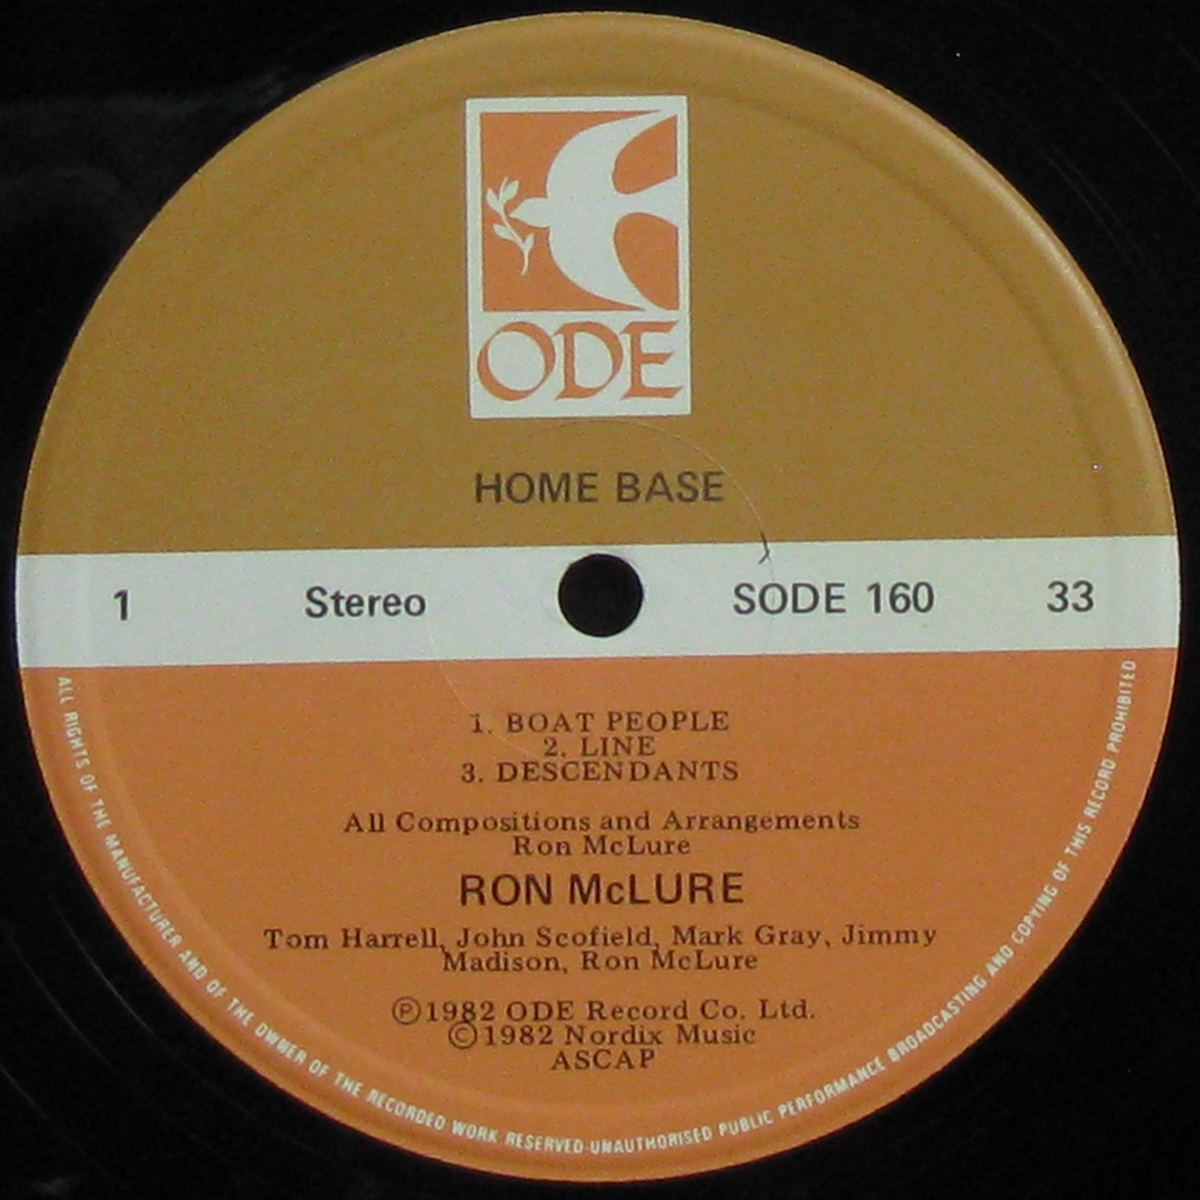 ODE
HOME BASE
1 Stereo SODE 160 33
1. BOAT PEOPLE
2. LINE
3. DESCENDANTS
All Compositions and Arrangements
Ron McLure
RON McLURE
Tom Harrell, John Scofield, Mark Gray, Jimmy
Madison, Ron McLure
℗1982 ODE Record Co. Ltd.
©1982 Nordix Music
ASCAP
ALL RIGHTS OF THE MANUFACTURER AND OF THE OWNER OF THE RECORDED WORK RESERVED-UNAUTHORISED PUBLIC PERFORMANCE BROADCASTING AND COPYING OF THIS RECORD PROHIBITED